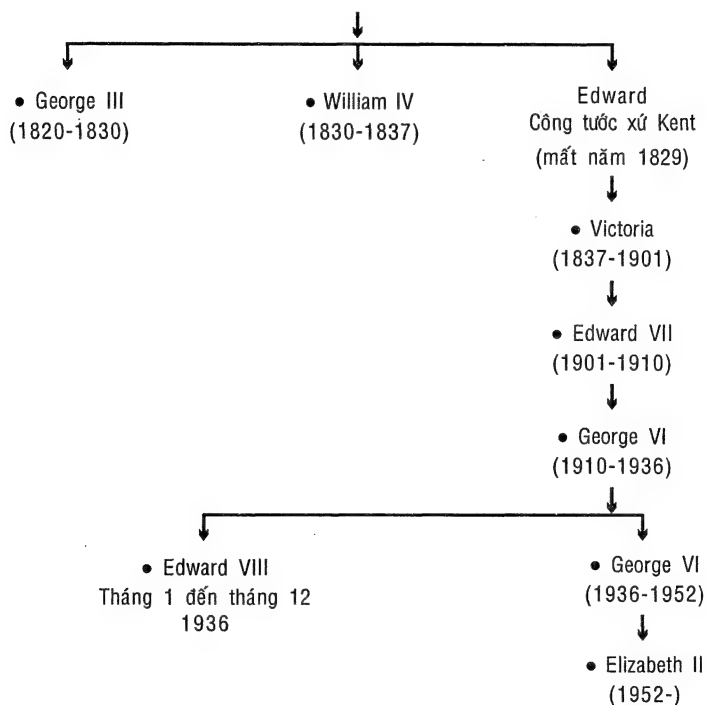 • George III
(1820-1830)
• William IV
(1830-1837)
Edward
Công tước xứ Kent
(mất năm 1829)
• Victoria
(1837-1901)
• Edward VII
(1901-1910)
• George VI
(1910-1936)
• Edward VIII
Tháng 1 đến tháng 12
1936
• George VI
(1936-1952)
• Elizabeth II
(1952-)